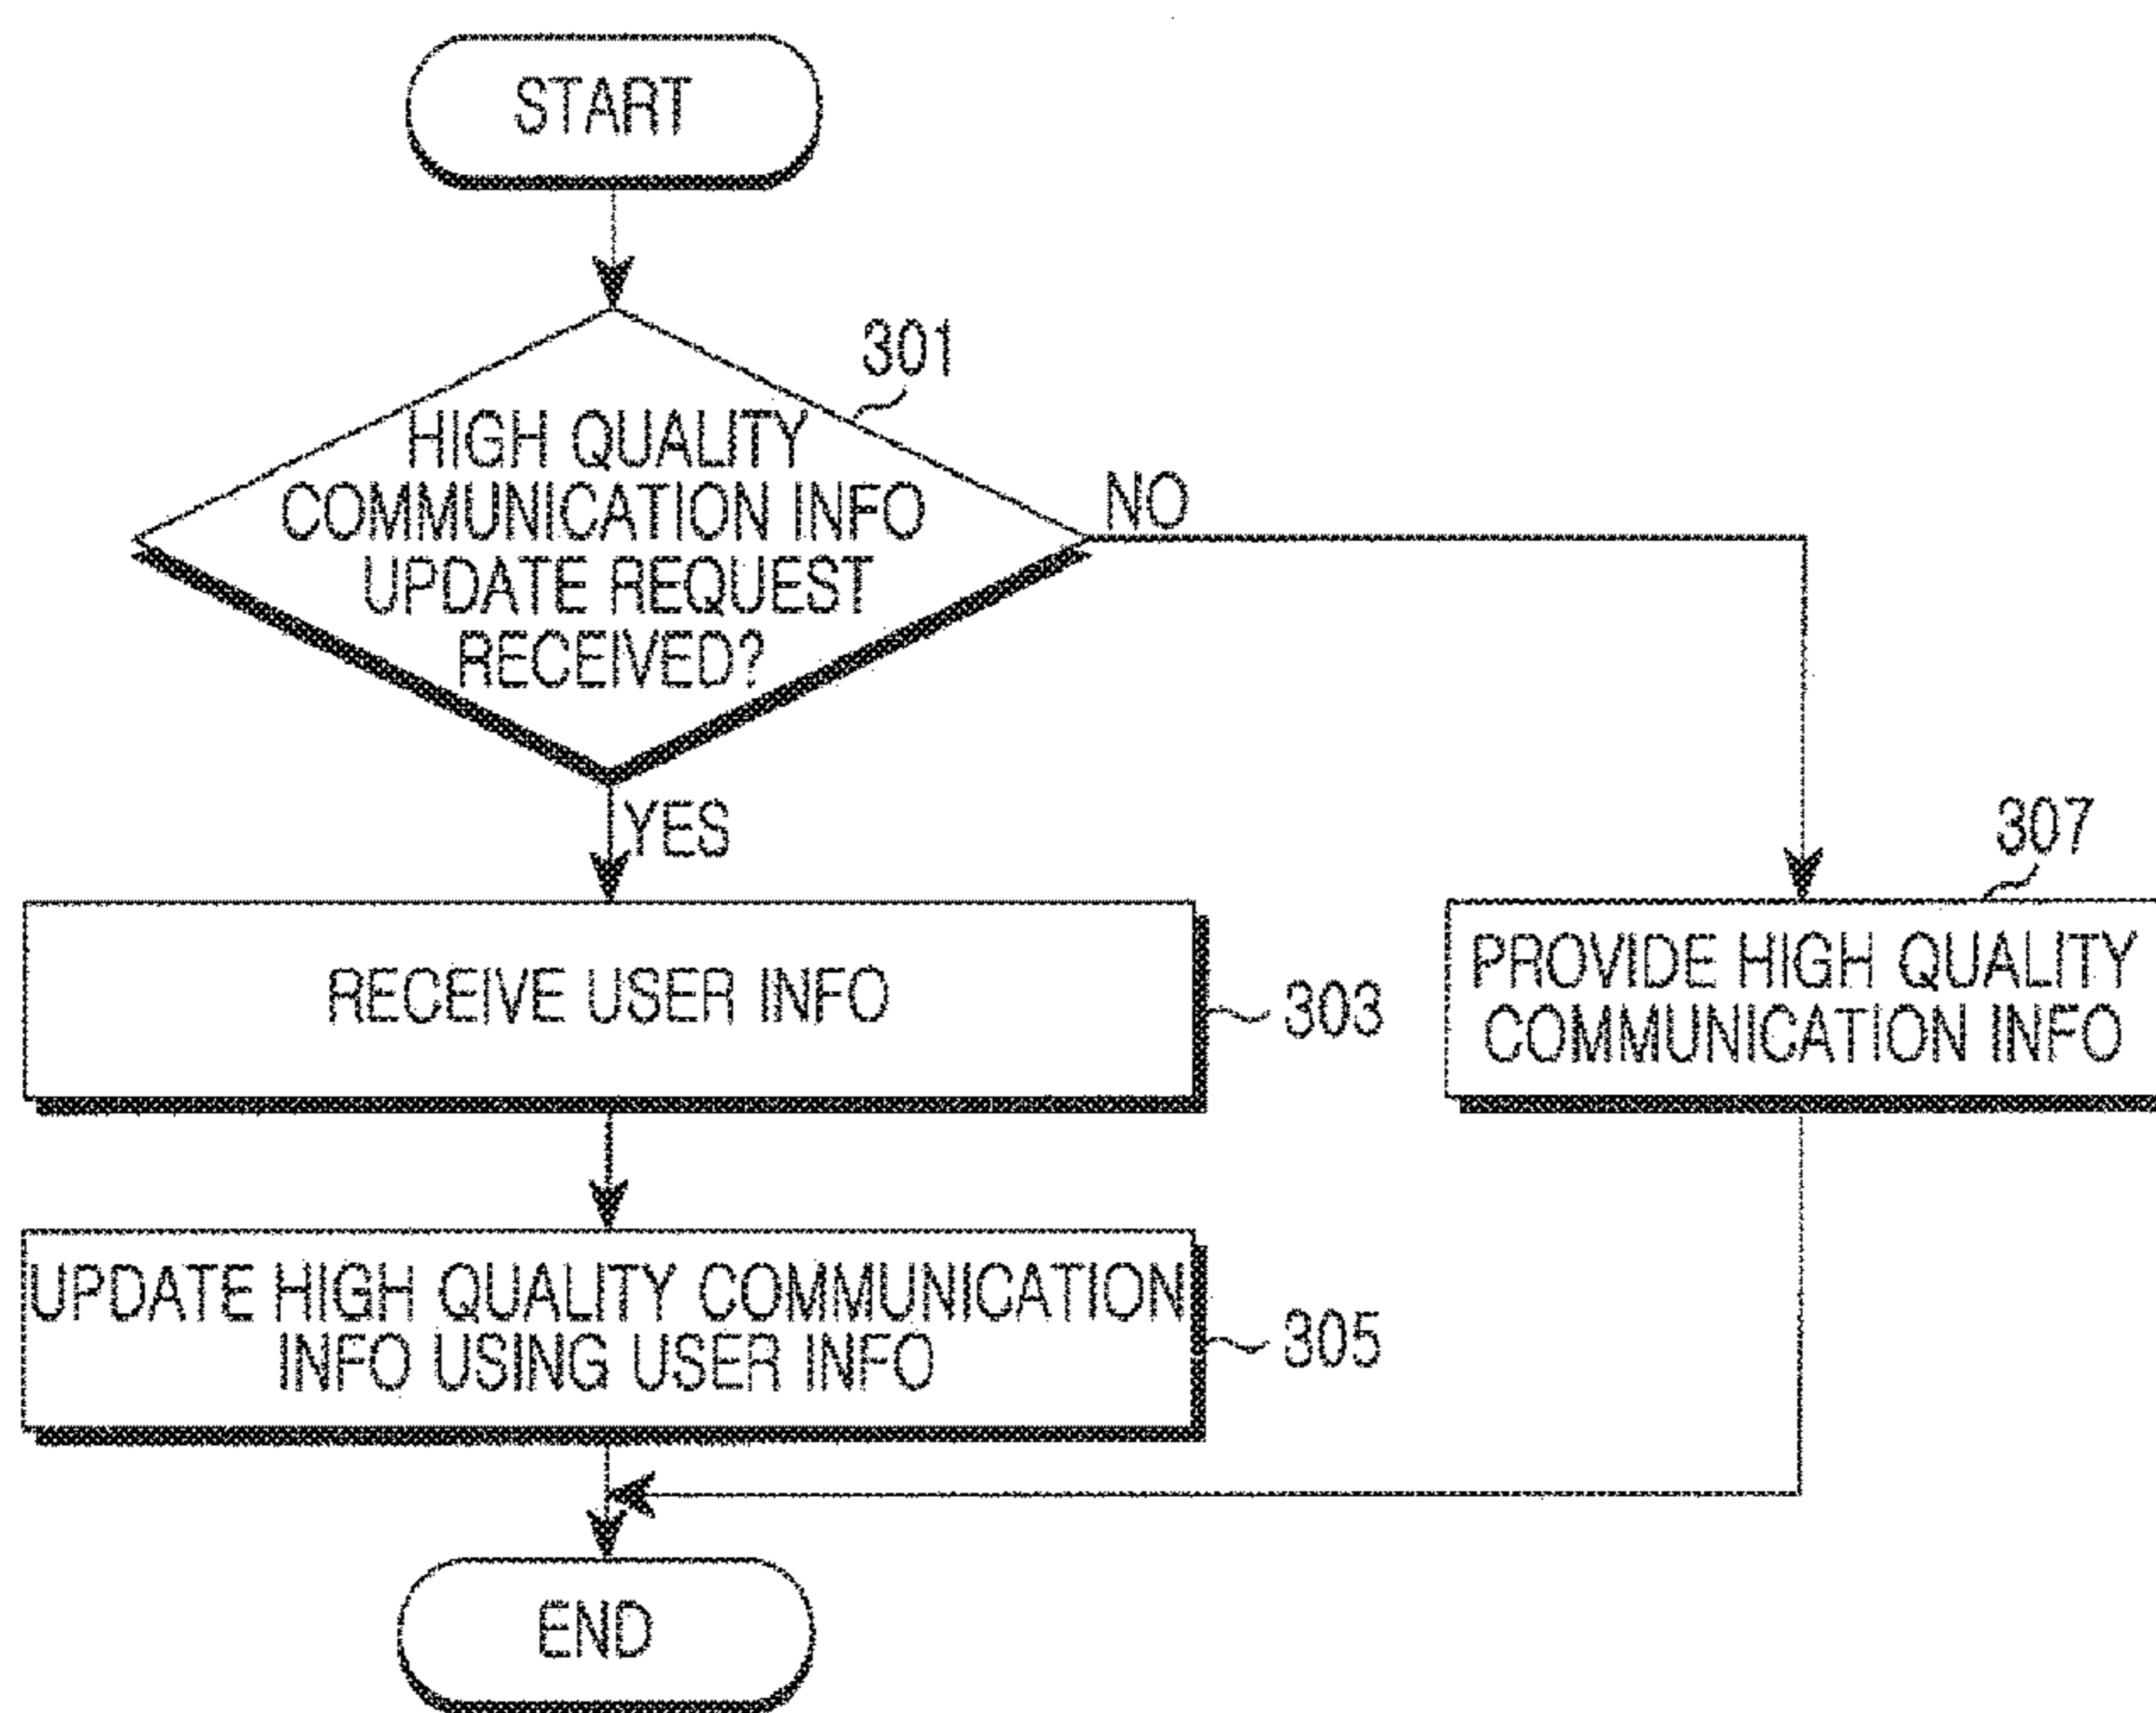 START
301
HIGH QUALITY
COMMUNICATION INFO
UPDATE REQUEST
RECEIVED?
NO
YES
307
RECEIVE USER INFO
303
PROVIDE HIGH QUALITY
COMMUNICATION INFO
UPDATE HIGH QUALITY COMMUNICATION
INFO USING USER INFO
305
END